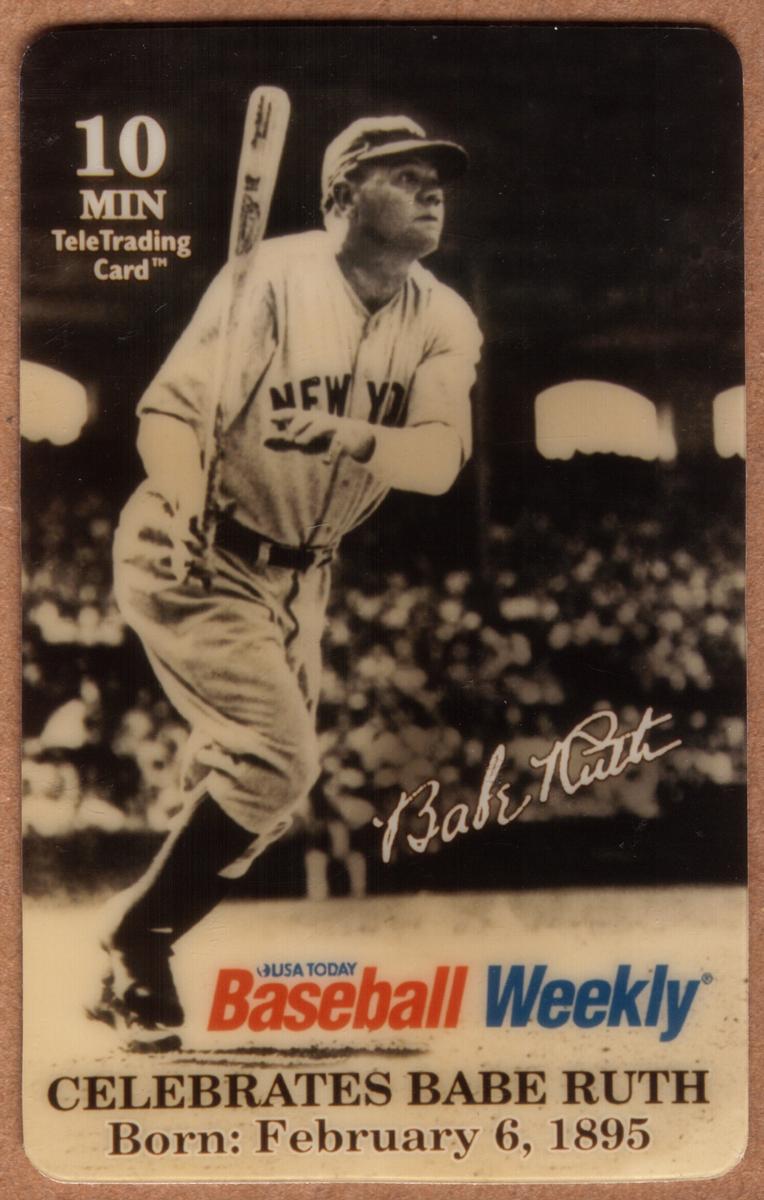 10
MIN
TeleTrading
Card™
NEW YO
Babe Ruth
USA TODAY
Baseball Weekly®
CELEBRATES BABE RUTH
Born: February 6, 1895